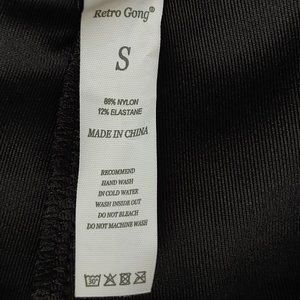 Retro Gong®
S
88% NYLON
12% ELASTANE
MADE IN CHINA
RECOMMEND
HAND WASH
IN COLD WATER
WASH INSIDE OUT
DO NOT BLEACH
DO NOT MACHINE WASH
30°